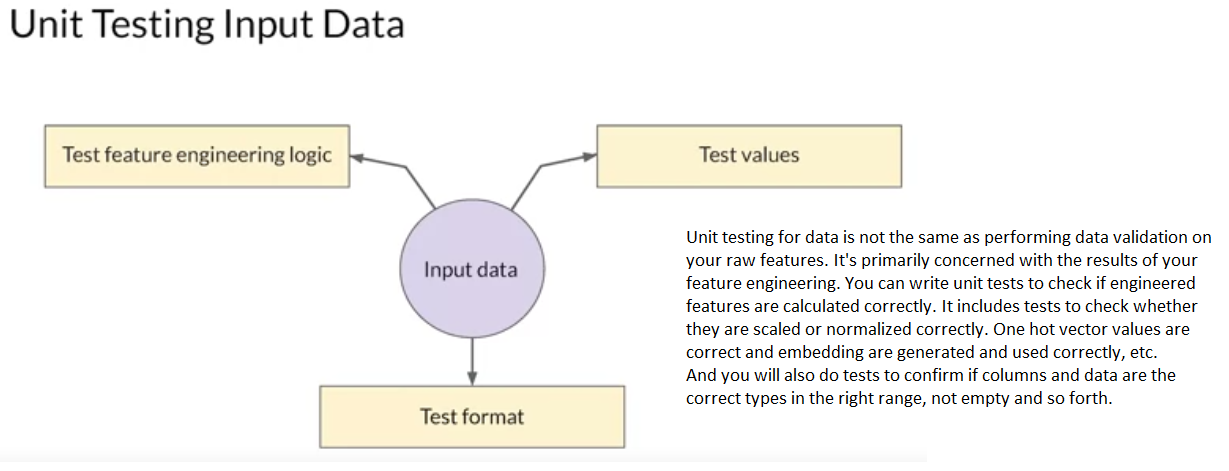 Unit Testing Input Data
Test feature engineering logic
Test values
Input data
Test format
Unit testing for data is not the same as performing data validation on
your raw features. It's primarily concerned with the results of your
feature engineering. You can write unit tests to check if engineered
features are calculated correctly. It includes tests to check whether
they are scaled or normalized correctly. One hot vector values are
correct and embedding are generated and used correctly, etc.
And you will also do tests to confirm if columns and data are the
correct types in the right range, not empty and so forth.